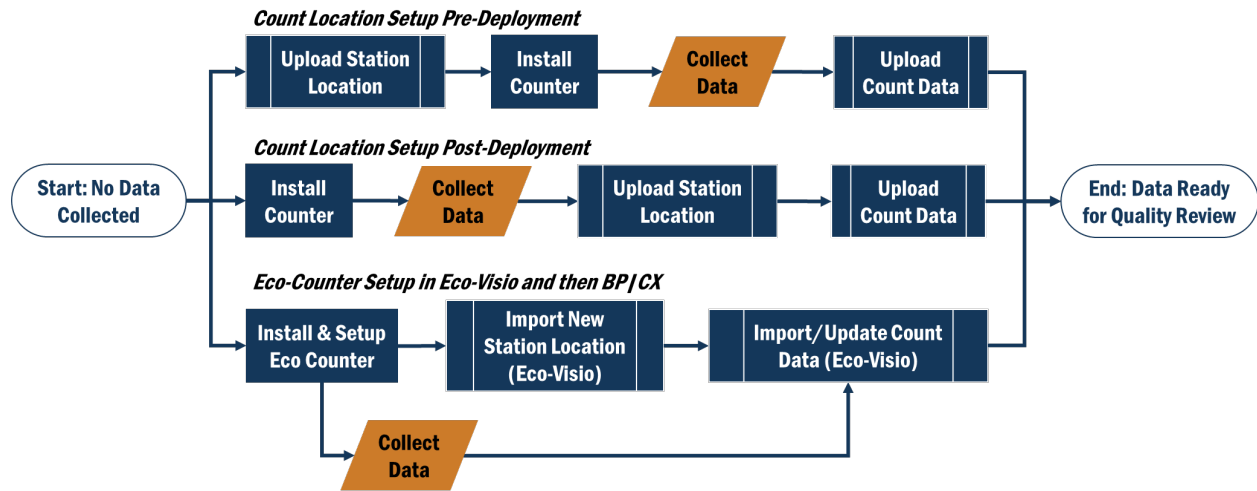 Count Location Setup Pre-Deployment
Upload Station
Location
Install
Counter
Collect
Data
Upload
Count Data
Count Location Setup Post-Deployment
Start: No Data
Collected
Install
Counter
Collect
Data
Upload Station
Location
Upload
Count Data
End: Data Ready
for Quality Review
Eco-Counter Setup in Eco-Visio and then BP|CX
Install & Setup
Eco Counter
Import New
Station Location
(Eco-Visio)
Import/Update Count
Data (Eco-Visio)
Collect
Data